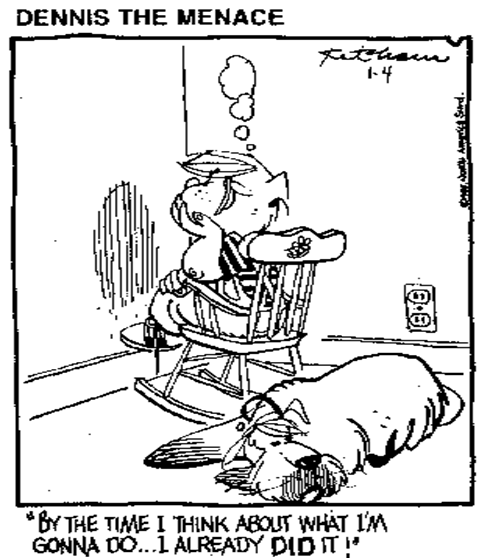 DENNIS THE MENACE
Ketcham
1-4
"BY THE TIME I THINK ABOUT WHAT I'M
GONNA DO...I ALREADY DID IT!"